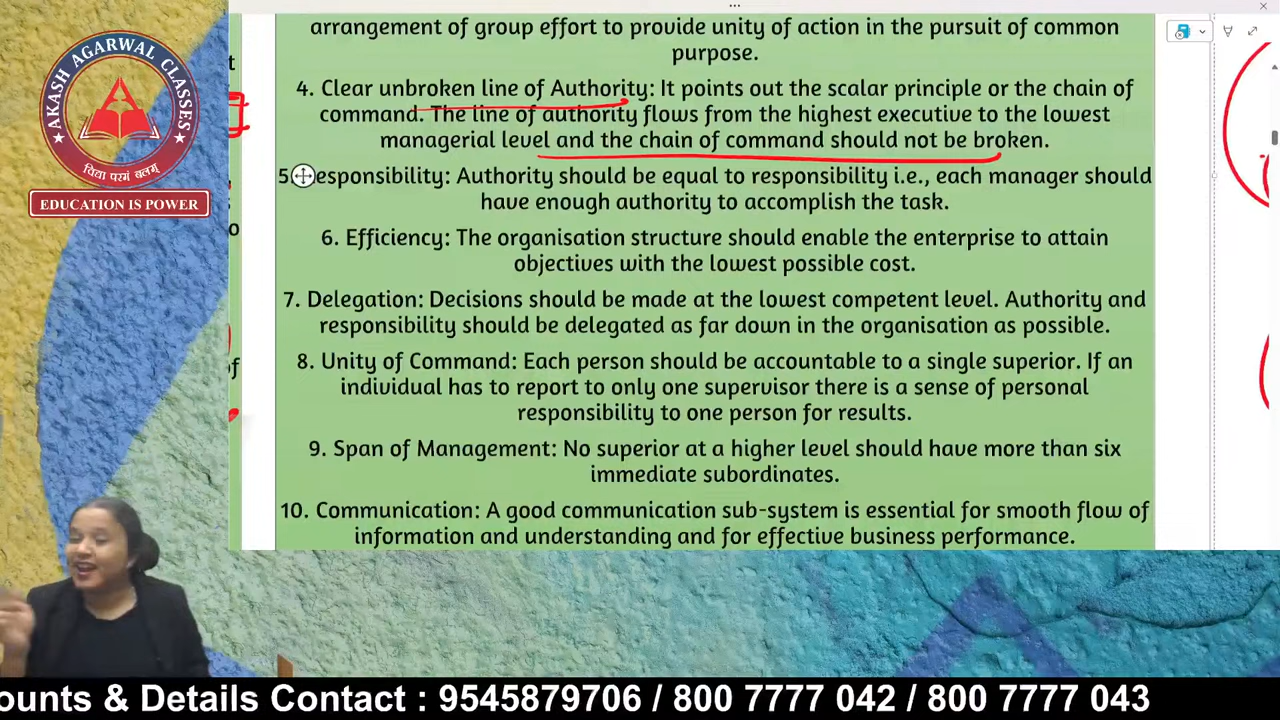 arrangement of group effort to provide unity of action in the pursuit of common
purpose.
4. Clear unbroken line of Authority: It points out the scalar principle or the chain of
command. The line of authority flows from the highest executive to the lowest
managerial level and the chain of command should not be broken.
5 esponsibility: Authority should be equal to responsibility i.e., each manager should
have enough authority to accomplish the task.
6. Efficiency: The organisation structure should enable the enterprise to attain
objectives with the lowest possible cost.
7. Delegation: Decisions should be made at the lowest competent level. Authority and
responsibility should be delegated as far down in the organisation as possible.
8. Unity of Command: Each person should be accountable to a single superior. If an
individual has to report to only one supervisor there is a sense of personal
responsibility to one person for results.
9. Span of Management: No superior at a higher level should have more than six
immediate subordinates.
10. Communication: A good communication sub-system is essential for smooth flow of
information and understanding and for effective business performance.
AKASH AGARWAL CLASSES
विद्या परमं बलम्
EDUCATION IS POWER
t
o
of
ounts & Details Contact : 9545879706 / 800 7777 042 / 800 7777 043